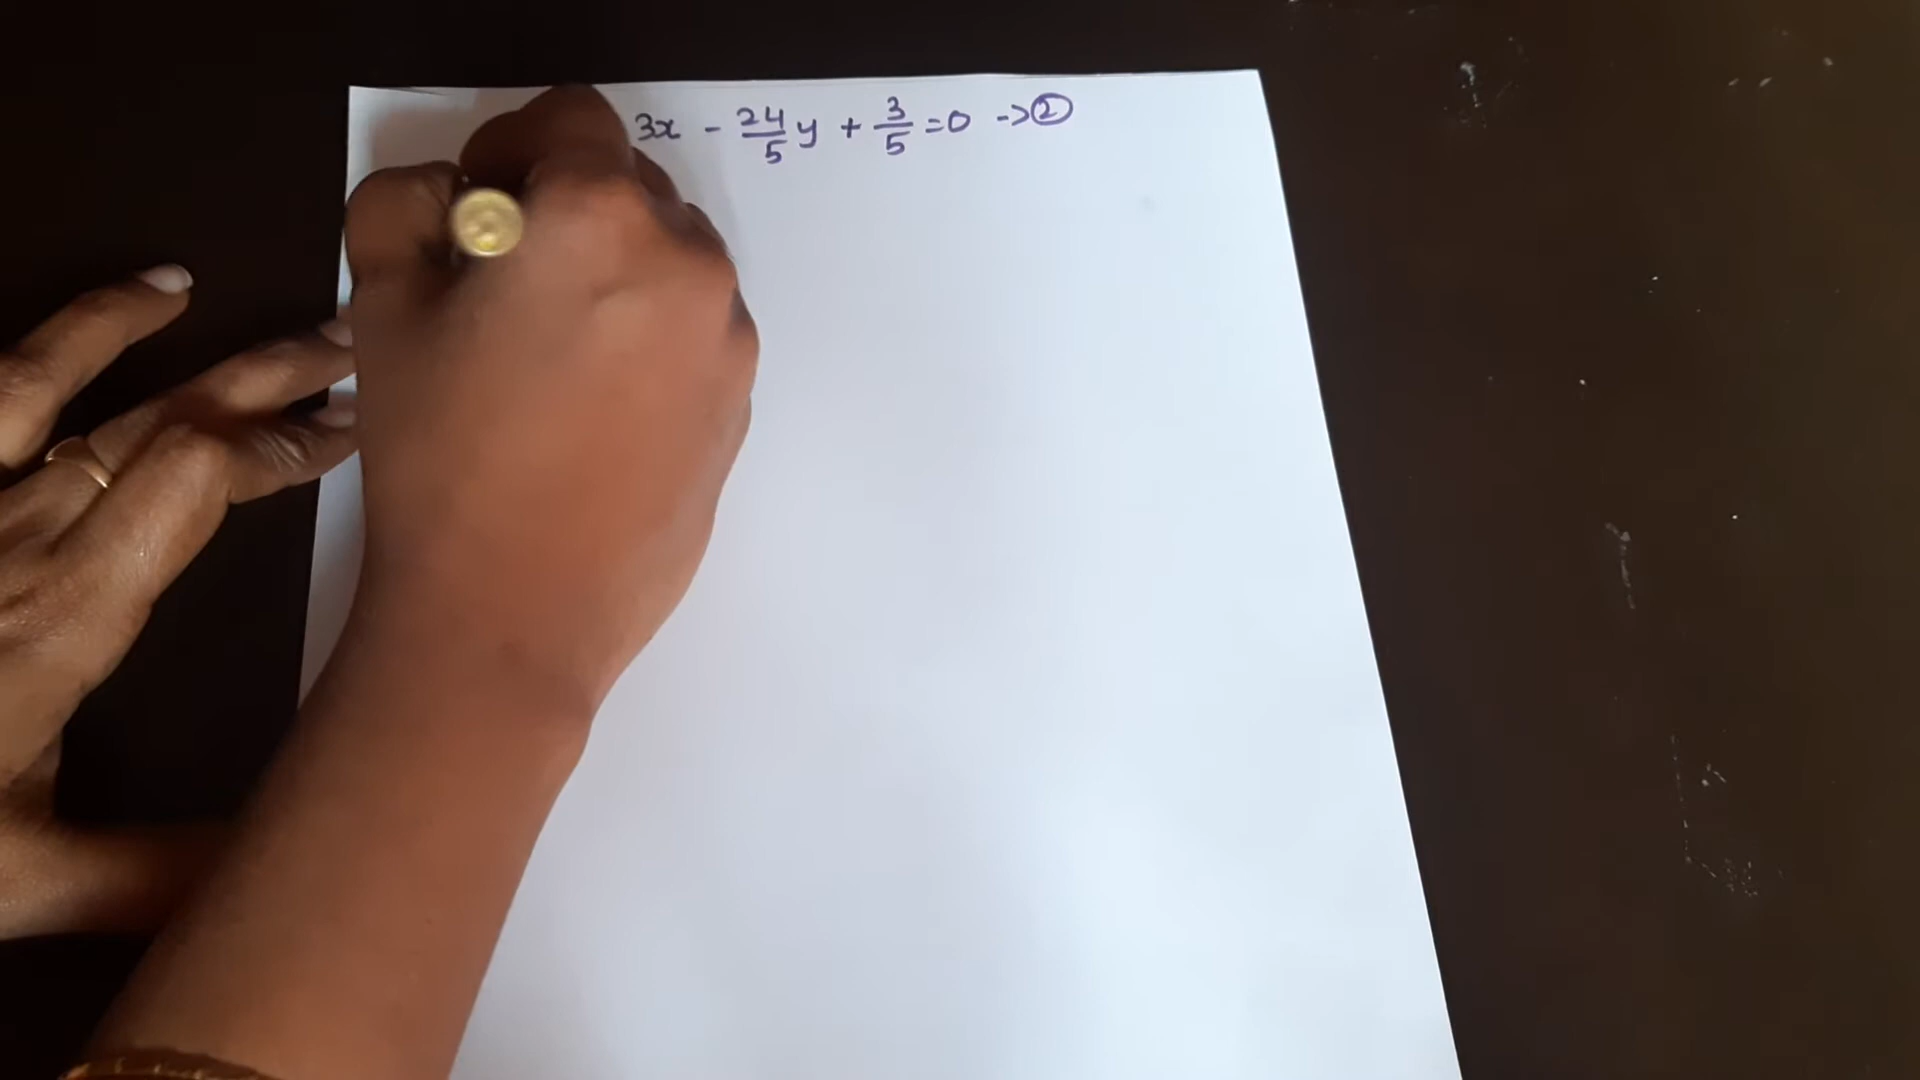 3x - 24/5 y + 3/5 = 0 -> ②